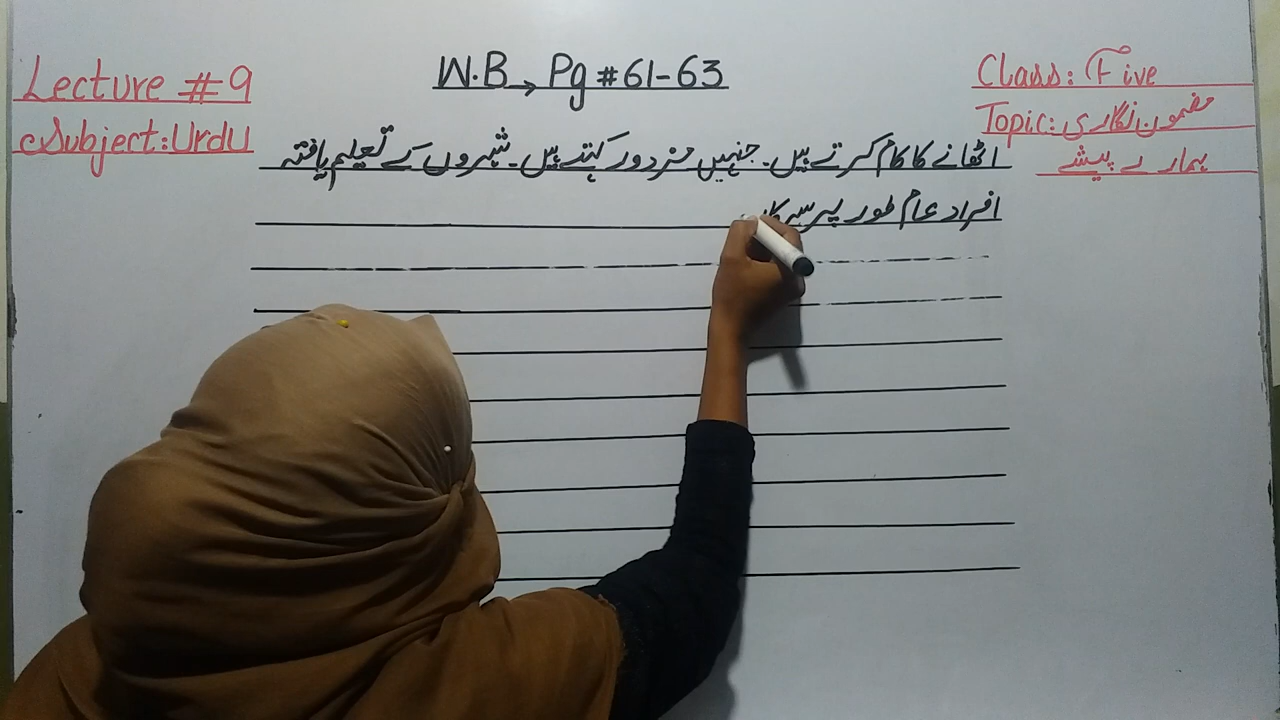 Lecture # 9
Subject: Urdu
W.B → Pg # 61-63
Class: Five
Topic: مضمون نگاری
ہمارے پیشے
اٹھانے کا کام کرتے ہیں۔ جنہیں مزدور کہتے ہیں۔ شہروں کے تعلیم یافتہ
افراد عام طور پر